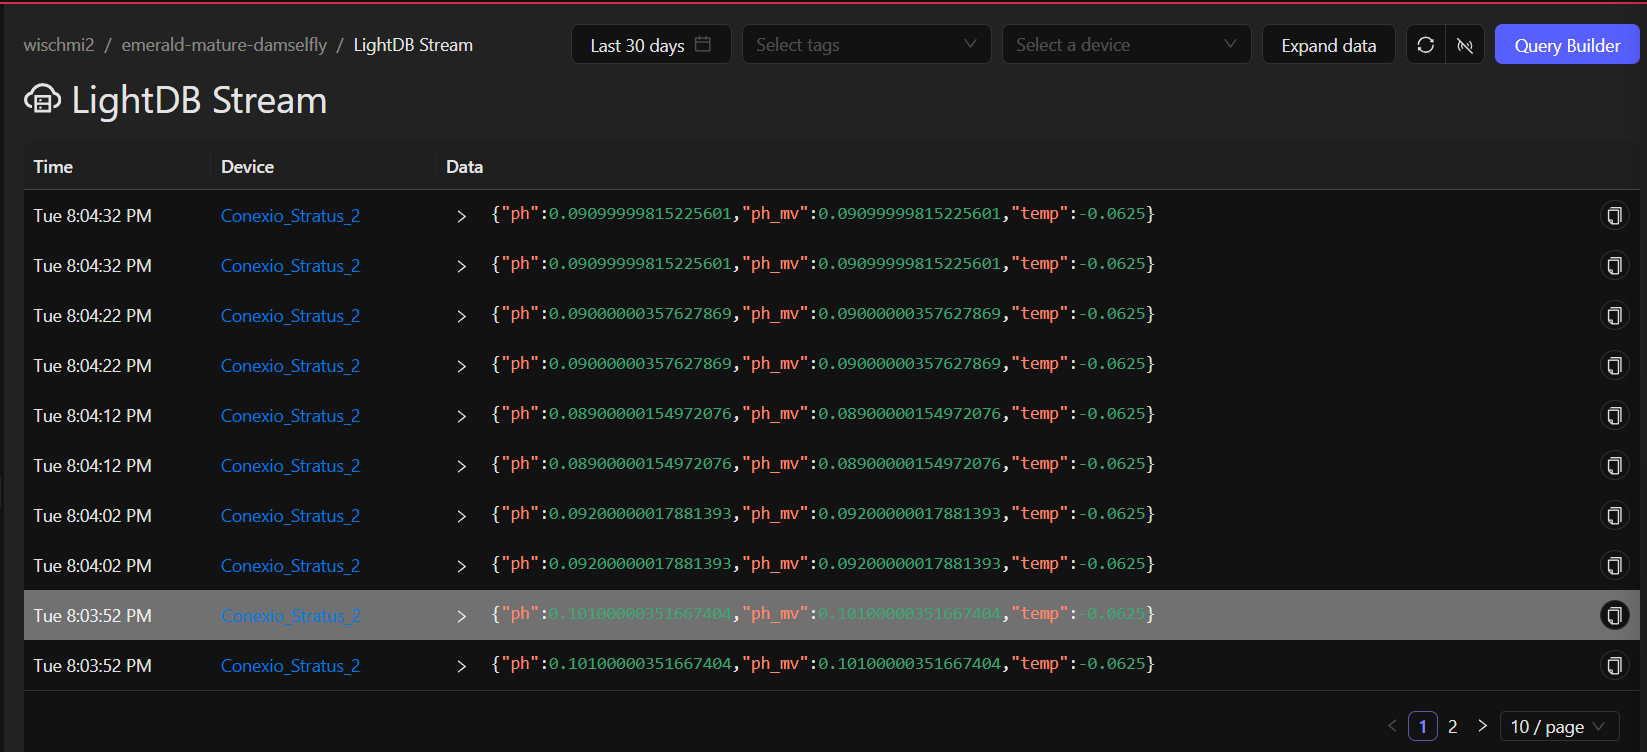 wischmi2 / emerald-mature-damselfly / LightDB Stream Last 30 days Select tags Select a device Expand data Query Builder
LightDB Stream
Time Device Data
Tue 8:04:32 PM Conexio_Stratus_2 > {"ph":0.09099999815225601,"ph_mv":0.09099999815225601,"temp":-0.0625}
Tue 8:04:32 PM Conexio_Stratus_2 > {"ph":0.09099999815225601,"ph_mv":0.09099999815225601,"temp":-0.0625}
Tue 8:04:22 PM Conexio_Stratus_2 > {"ph":0.09000000357627869,"ph_mv":0.09000000357627869,"temp":-0.0625}
Tue 8:04:22 PM Conexio_Stratus_2 > {"ph":0.09000000357627869,"ph_mv":0.09000000357627869,"temp":-0.0625}
Tue 8:04:12 PM Conexio_Stratus_2 > {"ph":0.08900000154972076,"ph_mv":0.08900000154972076,"temp":-0.0625}
Tue 8:04:12 PM Conexio_Stratus_2 > {"ph":0.08900000154972076,"ph_mv":0.08900000154972076,"temp":-0.0625}
Tue 8:04:02 PM Conexio_Stratus_2 > {"ph":0.09200000017881393,"ph_mv":0.09200000017881393,"temp":-0.0625}
Tue 8:04:02 PM Conexio_Stratus_2 > {"ph":0.09200000017881393,"ph_mv":0.09200000017881393,"temp":-0.0625}
Tue 8:03:52 PM Conexio_Stratus_2 > {"ph":0.10100000351667404,"ph_mv":0.10100000351667404,"temp":-0.0625}
Tue 8:03:52 PM Conexio_Stratus_2 > {"ph":0.10100000351667404,"ph_mv":0.10100000351667404,"temp":-0.0625}
< 1 2 > 10 / page